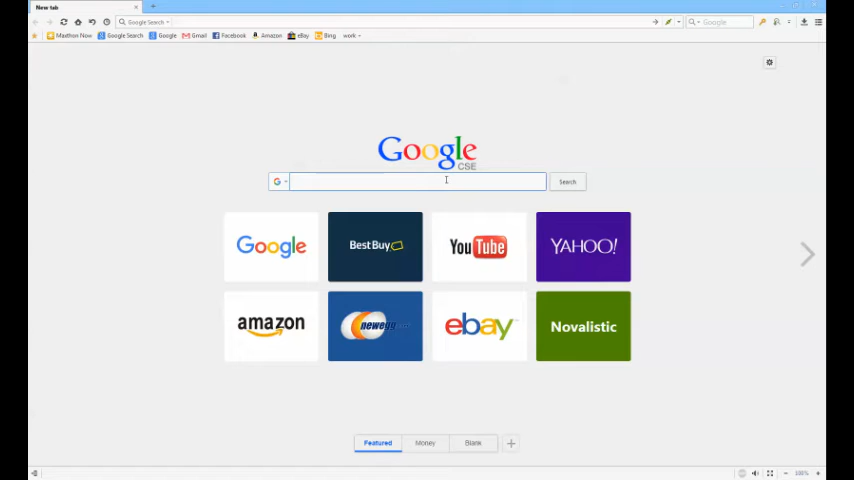 New tab
Google Search
Google
Maxthon Now Google Search Google Gmail Facebook Amazon eBay Bing work
Google
CSE
Search
Google BEST BUY YouTube YAHOO!
amazon newegg ebay Novalistic
Featured Money Blank
100%